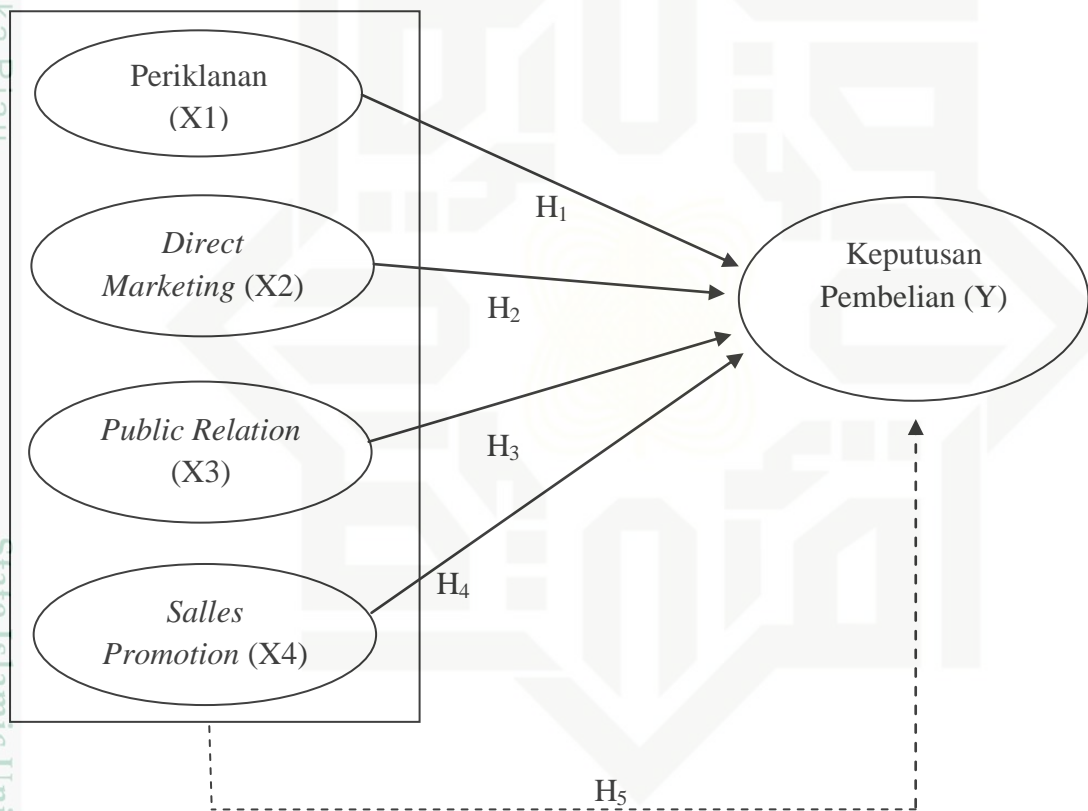 Periklanan
(X1)
H₁
Direct
Marketing (X2)
H₂
Keputusan
Pembelian (Y)
Public Relation
(X3)
H₃
Salles
Promotion (X4)
H₄
H₅